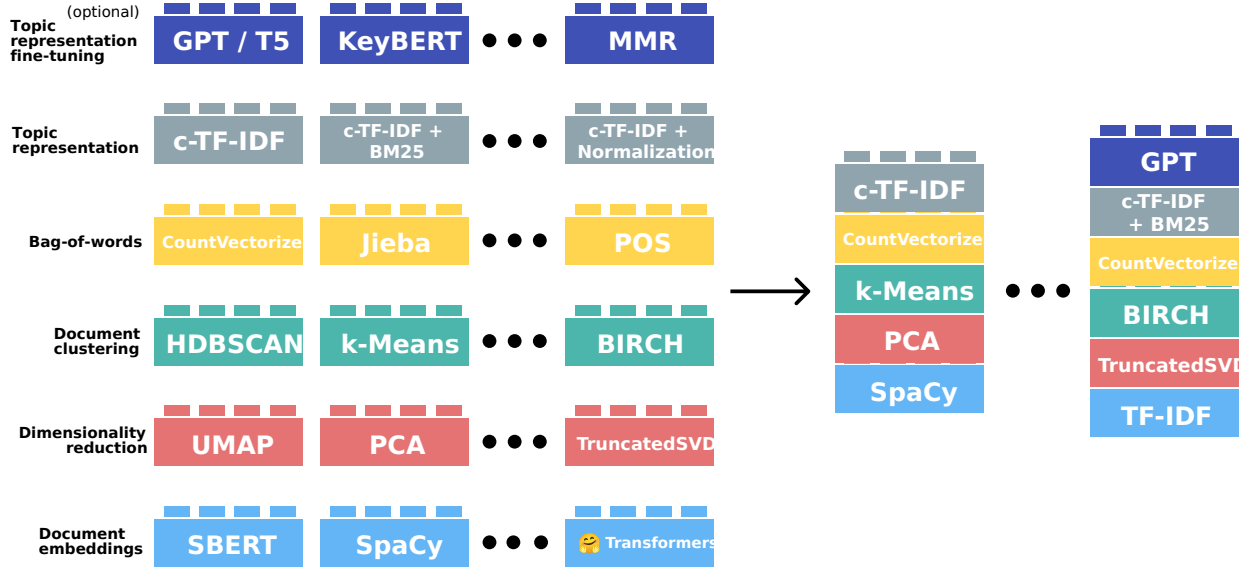 (optional)
Topic
representation
fine-tuning
GPT / T5
KeyBERT
MMR
Topic
representation
c-TF-IDF
c-TF-IDF +
BM25
c-TF-IDF +
Normalization
Bag-of-words
CountVectorize
Jieba
POS
Document
clustering
HDBSCAN
k-Means
BIRCH
Dimensionality
reduction
UMAP
PCA
TruncatedSVD
Document
embeddings
SBERT
SpaCy
🤗 Transformers
c-TF-IDF
CountVectorize
k-Means
PCA
SpaCy
GPT
c-TF-IDF
+ BM25
CountVectorize
BIRCH
TruncatedSVD
TF-IDF